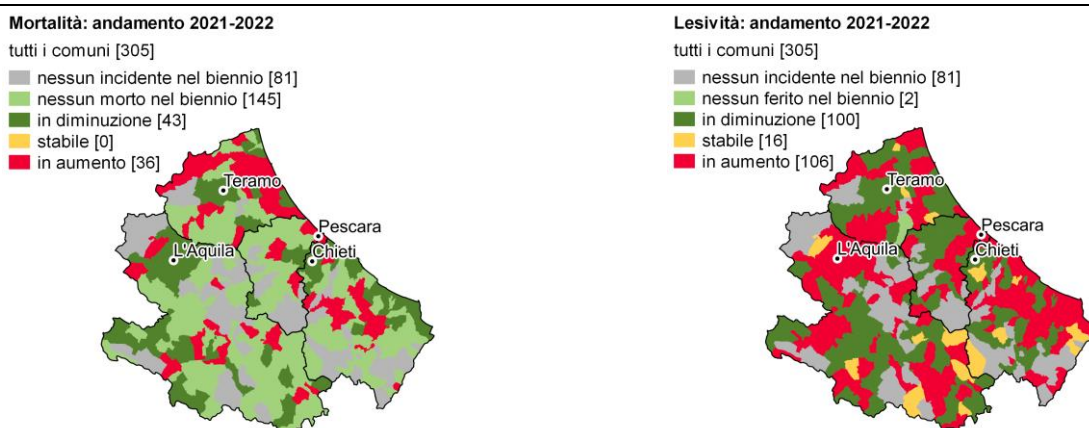 Mortalità: andamento 2021-2022
tutti i comuni [305]
nessun incidente nel biennio [81]
nessun morto nel biennio [145]
in diminuzione [43]
stabile [0]
in aumento [36]
Teramo
Pescara
L'Aquila
Chieti
Lesività: andamento 2021-2022
tutti i comuni [305]
nessun incidente nel biennio [81]
nessun ferito nel biennio [2]
in diminuzione [100]
stabile [16]
in aumento [106]
Teramo
Pescara
L'Aquila
Chieti